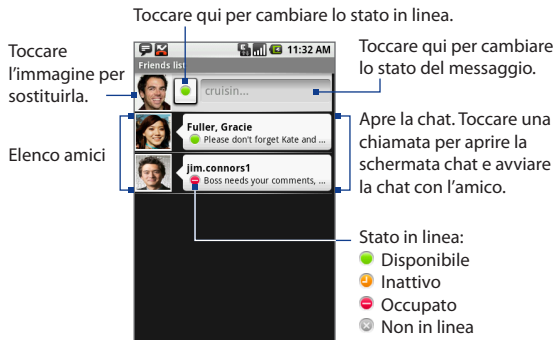 Toccare qui per cambiare lo stato in linea.
Toccare
l'immagine per
sostituirla.
11:32 AM
Friends list
cruisin...
Toccare qui per cambiare
lo stato del messaggio.
Elenco amici
Fuller, Gracie
Please don't forget Kate and ...
jim.connors1
Boss needs your comments, ...
Apre la chat. Toccare una
chiamata per aprire la
schermata chat e avviare
la chat con l'amico.
Stato in linea:
Disponibile
Inattivo
Occupato
Non in linea